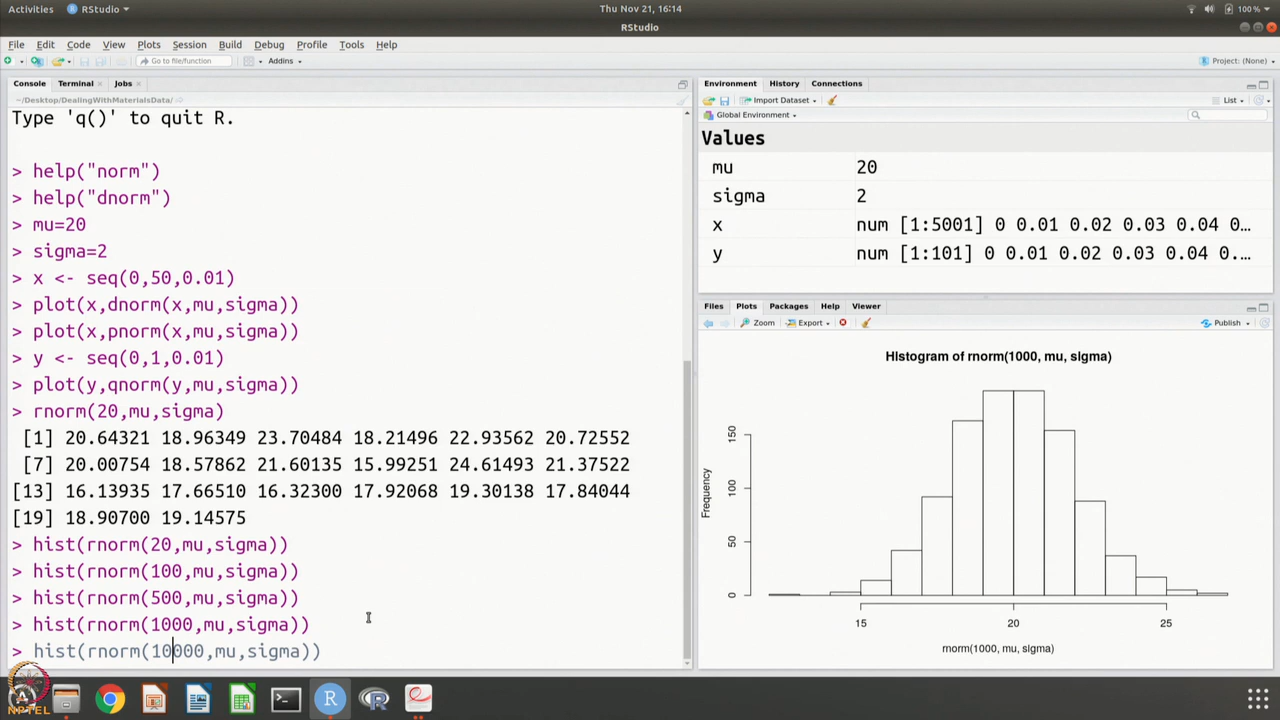 Activities RStudio Thu Nov 21, 16:14 100%
RStudio
File Edit Code View Plots Session Build Debug Profile Tools Help
Go to file/function Addins Project: (None)
Console Terminal Jobs
~/Desktop/DealingWithMaterialsData/
Type 'q()' to quit R.
> help("norm")
> help("dnorm")
> mu=20
> sigma=2
> x <- seq(0,50,0.01)
> plot(x,dnorm(x,mu,sigma))
> plot(x,pnorm(x,mu,sigma))
> y <- seq(0,1,0.01)
> plot(y,qnorm(y,mu,sigma))
> rnorm(20,mu,sigma)
[1] 20.64321 18.96349 23.70484 18.21496 22.93562 20.72552
[7] 20.00754 18.57862 21.60135 15.99251 24.61493 21.37522
[13] 16.13935 17.66510 16.32300 17.92068 19.30138 17.84044
[19] 18.90700 19.14575
> hist(rnorm(20,mu,sigma))
> hist(rnorm(100,mu,sigma))
> hist(rnorm(500,mu,sigma))
> hist(rnorm(1000,mu,sigma))
> hist(rnorm(10000,mu,sigma))
Environment History Connections
Import Dataset List
Global Environment
Values
mu 20
sigma 2
x num [1:5001] 0 0.01 0.02 0.03 0.04 0…
y num [1:101] 0 0.01 0.02 0.03 0.04 0.…
Files Plots Packages Help Viewer
Zoom Export Publish
Histogram of rnorm(1000, mu, sigma)
Frequency
150
100
50
0
15 20 25
rnorm(1000, mu, sigma)
NPTEL